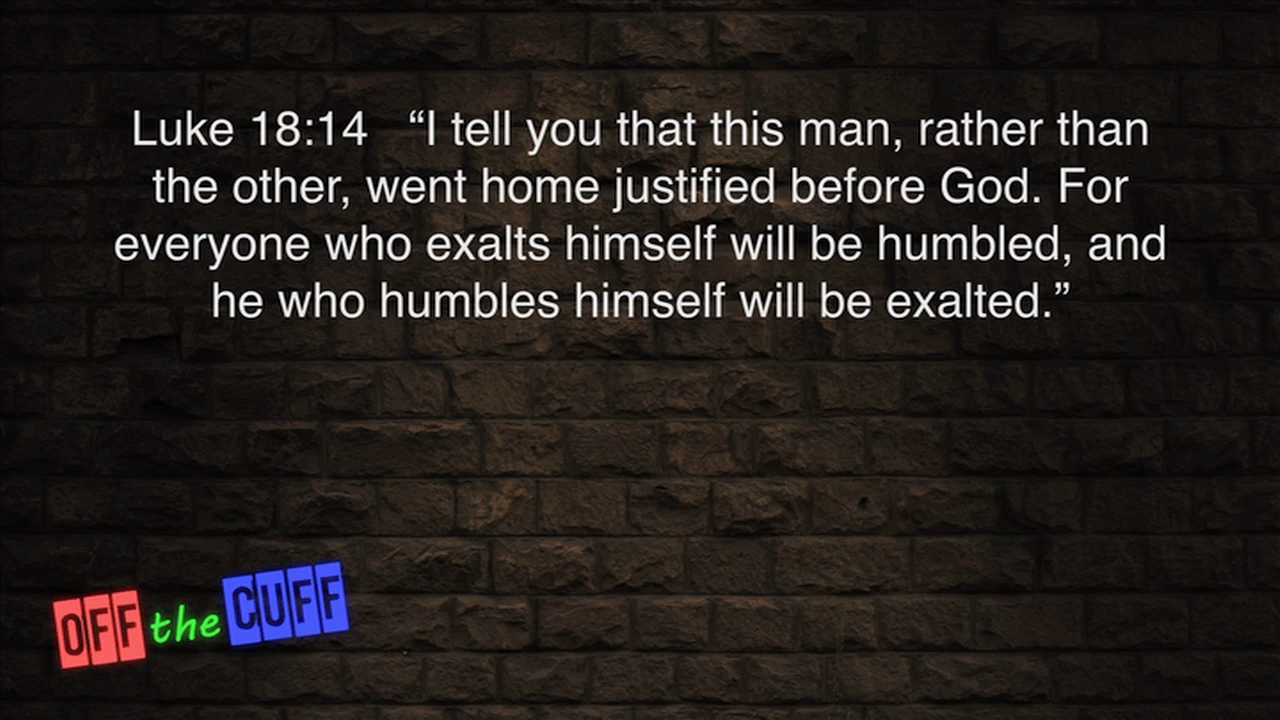 Luke 18:14   “I tell you that this man, rather than
the other, went home justified before God. For
everyone who exalts himself will be humbled, and
he who humbles himself will be exalted.”
OFF the CUFF